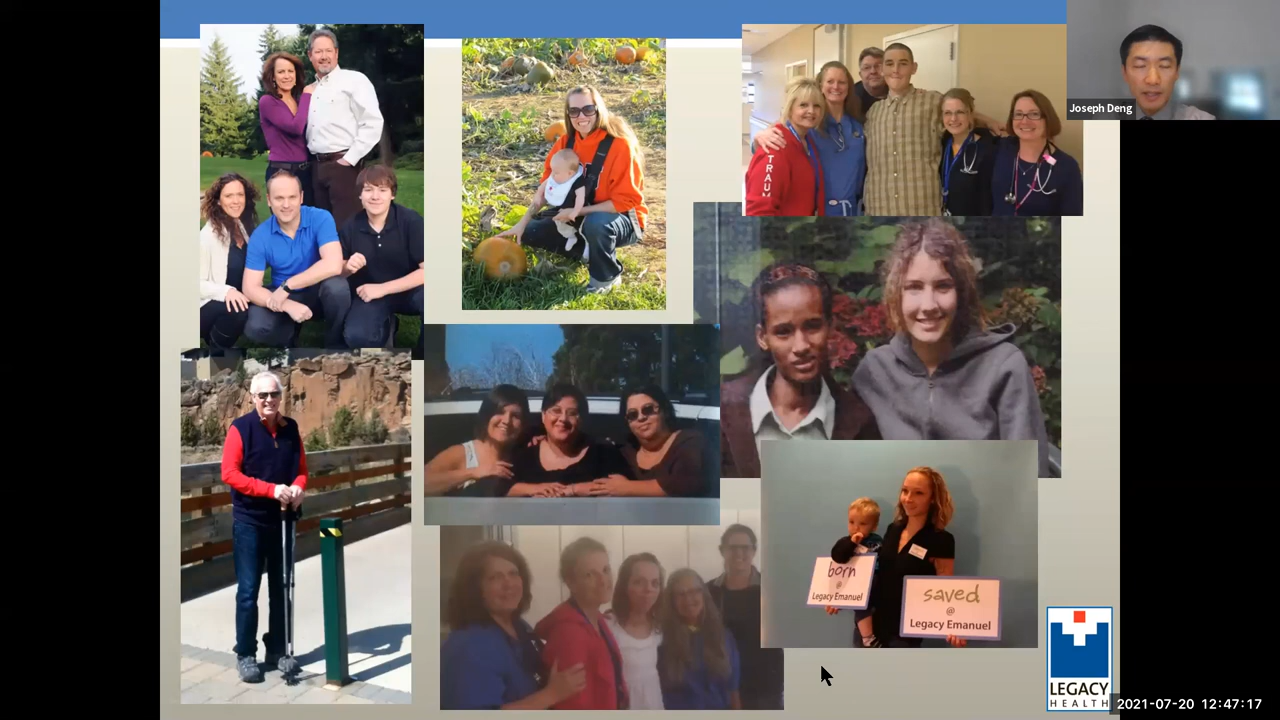 Joseph Deng
TRAUM
born
@
Legacy Emanuel
saved
@
Legacy Emanuel
LEGACY
HEALTH
2021-07-20 12:47:17